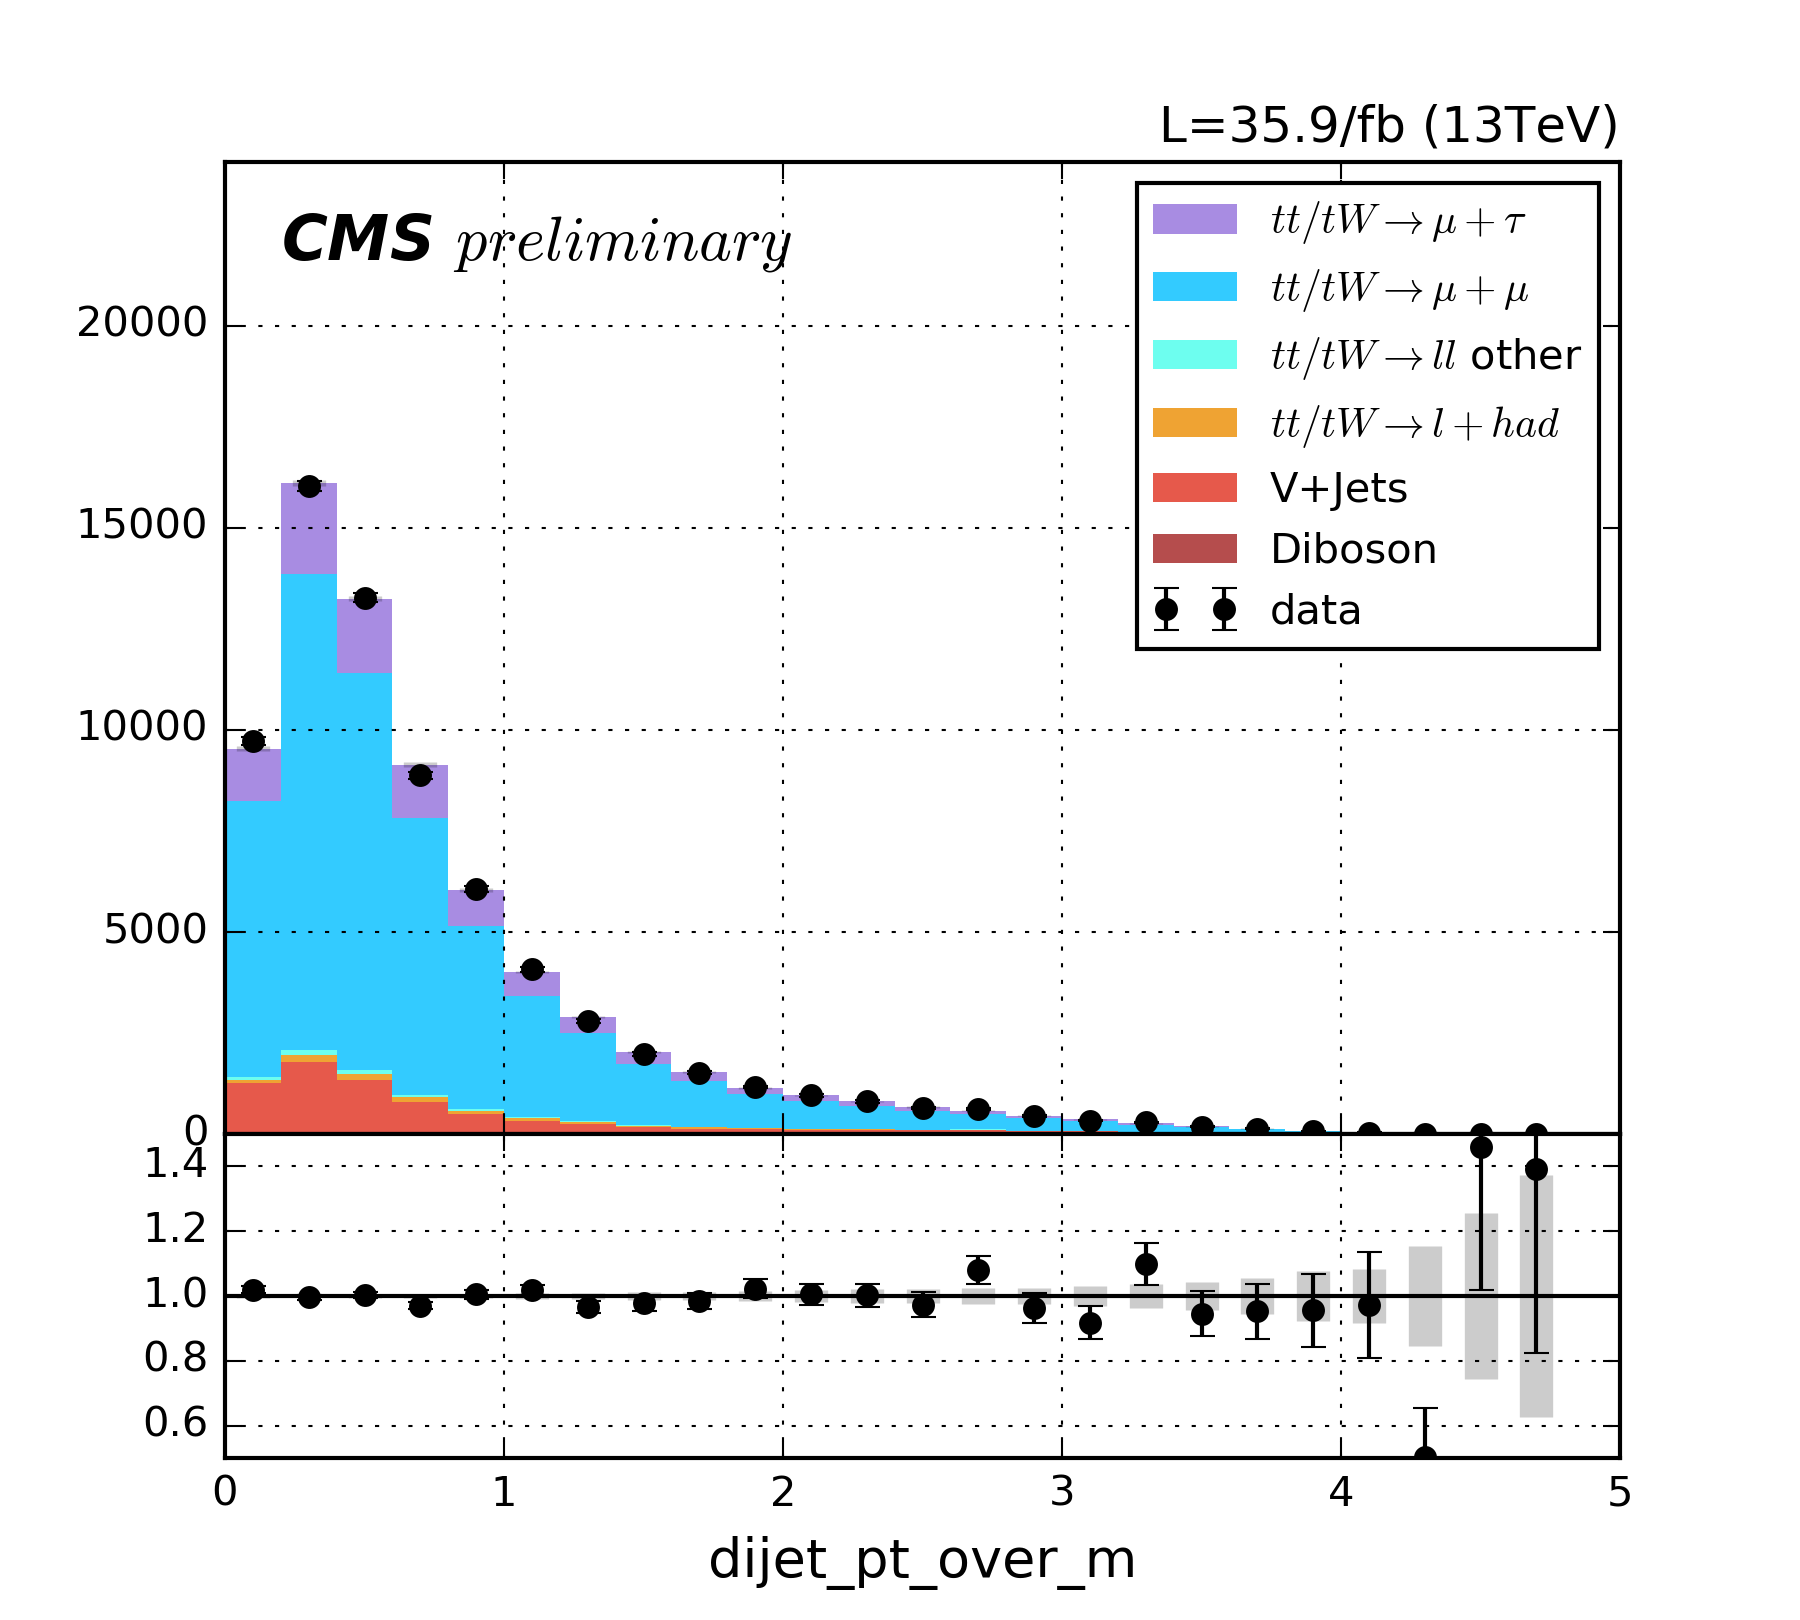 L=35.9/fb (13TeV)
CMS preliminary
tt/tW→μ+τ
tt/tW→μ+μ
tt/tW→ll other
tt/tW→l+had
V+Jets
Diboson
data
20000
15000
10000
5000
0
1.4
1.2
1.0
0.8
0.6
0 1 2 3 4 5
dijet_pt_over_m